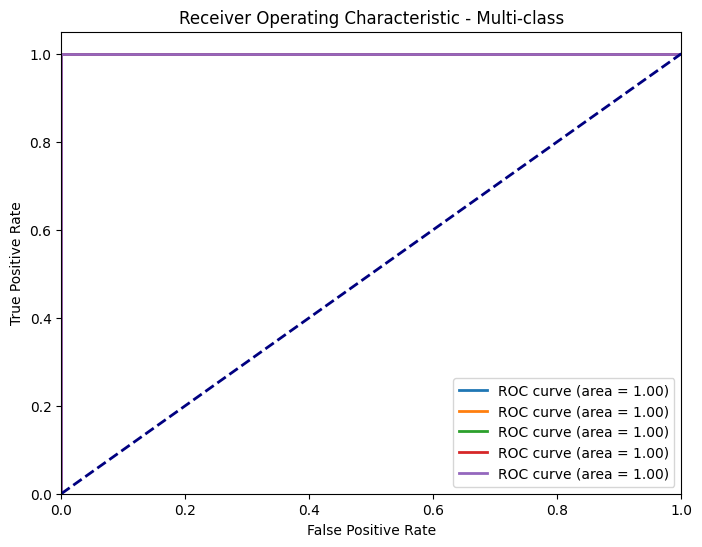 Receiver Operating Characteristic - Multi-class
True Positive Rate
1.0
0.8
0.6
0.4
0.2
0.0
ROC curve (area = 1.00)
ROC curve (area = 1.00)
ROC curve (area = 1.00)
ROC curve (area = 1.00)
ROC curve (area = 1.00)
0.0 0.2 0.4 0.6 0.8 1.0
False Positive Rate